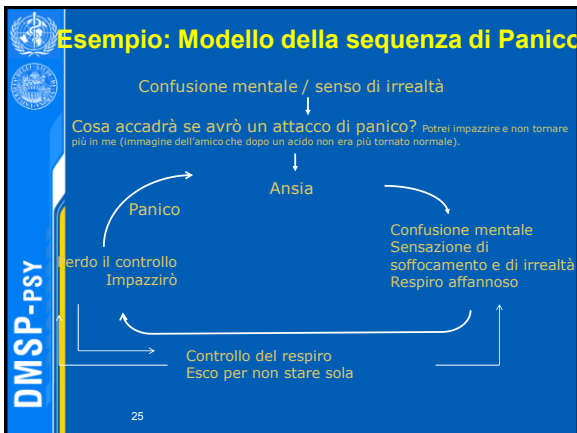 Esempio: Modello della sequenza di Panico
Confusione mentale / senso di irrealtà
Cosa accadrà se avrò un attacco di panico? Potrei impazzire e non tornare
più in me (immagine dell'amico che dopo un acido non era più tornato normale).
Ansia
Panico
Confusione mentale
Sensazione di
soffocamento e di irrealtà
Respiro affannoso
Perdo il controllo
Impazzirò
Controllo del respiro
Esco per non stare sola
DMSP-PSY
25